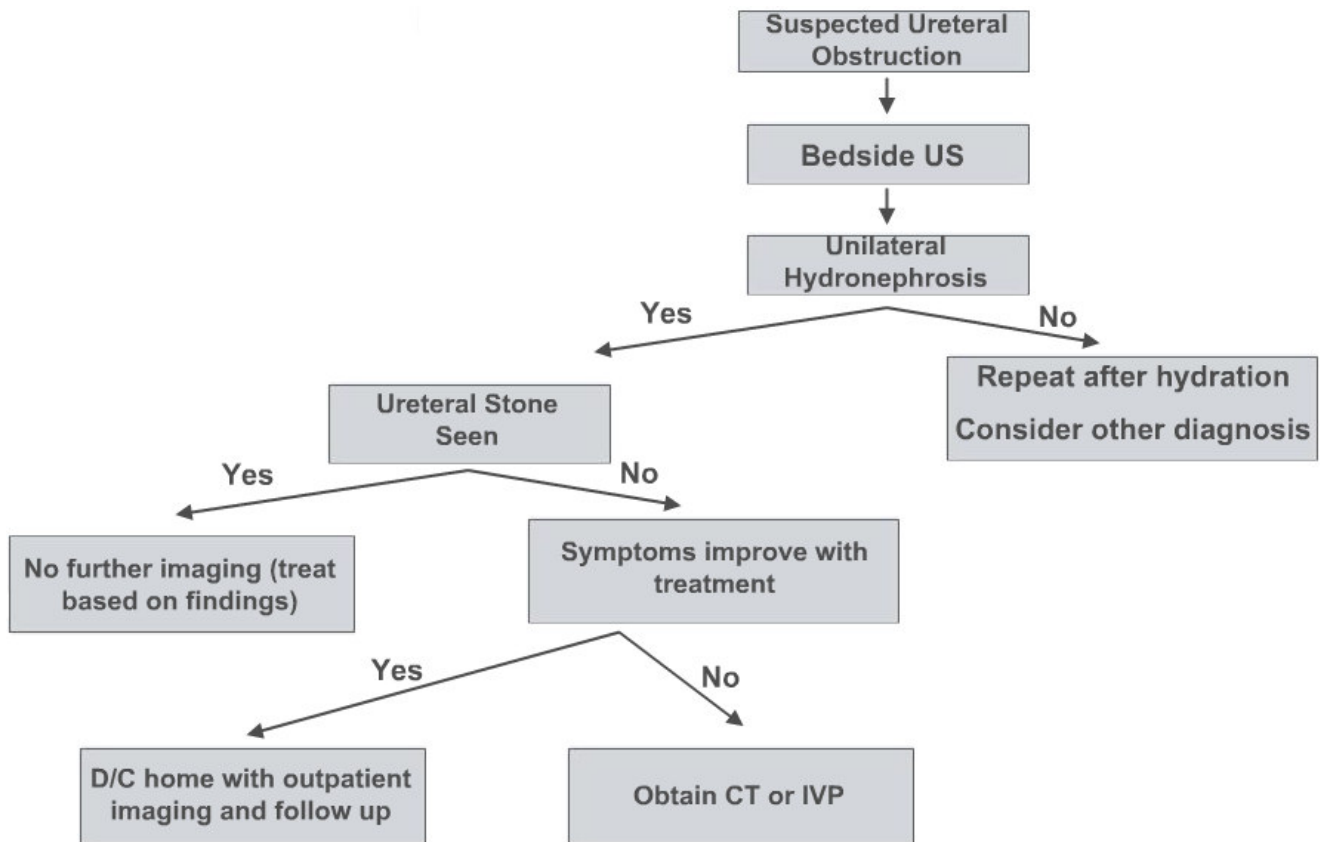 Suspected Ureteral
Obstruction
Bedside US
Unilateral
Hydronephrosis
Yes
No
Repeat after hydration
Consider other diagnosis
Ureteral Stone
Seen
Yes
No
No further imaging (treat
based on findings)
Symptoms improve with
treatment
Yes
No
D/C home with outpatient
imaging and follow up
Obtain CT or IVP